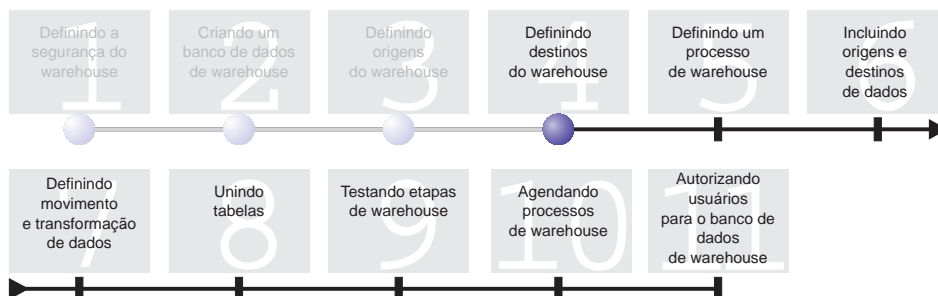 1
Definindo a
segurança do
warehouse
2
Criando um
banco de dados
de warehouse
3
Definindo
origens
do warehouse
4
Definindo
destinos
do warehouse
5
Definindo um
processo
de warehouse
6
Incluindo
origens e
destinos
de dados
7
Definindo
movimento
e transformação
de dados
8
Unindo
tabelas
9
Testando etapas
de warehouse
10
Agendando
processos
de warehouse
11
Autorizando
usuários
para o banco de
dados
de warehouse